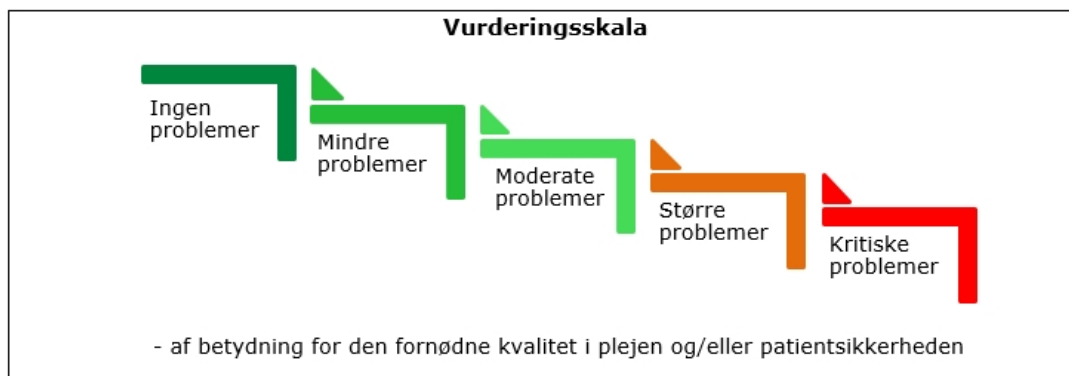 Vurderingsskala
Ingen
problemer
Mindre
problemer
Moderate
problemer
Større
problemer
Kritiske
problemer
- af betydning for den fornødne kvalitet i plejen og/eller patientsikkerheden